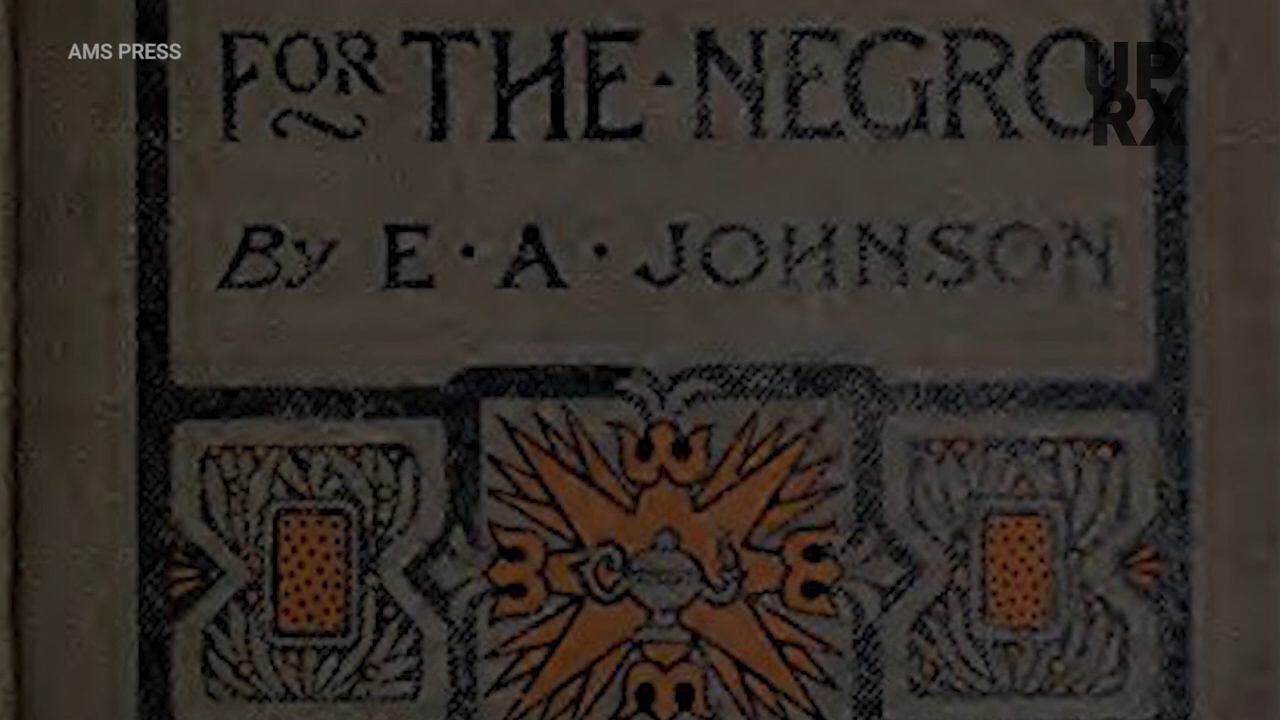 AMS PRESS
FOR THE · NEGRO
UP
RX
By E · A · JOHNSON